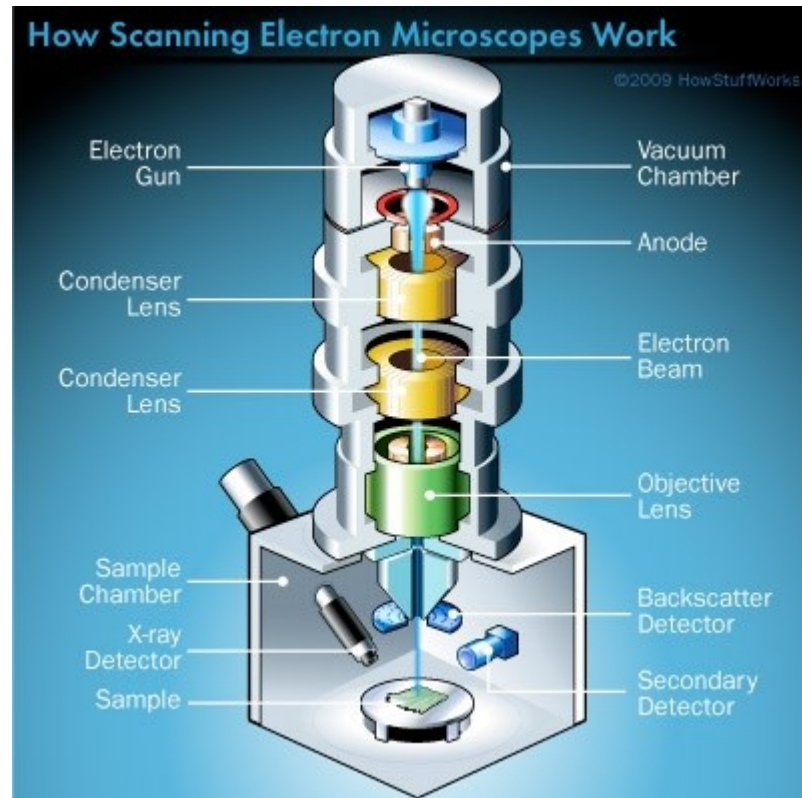 How Scanning Electron Microscopes Work
©2009 HowStuffWorks
Electron
Gun
Vacuum
Chamber
Anode
Condenser
Lens
Electron
Beam
Condenser
Lens
Objective
Lens
Sample
Chamber
Backscatter
Detector
X-ray
Detector
Secondary
Detector
Sample